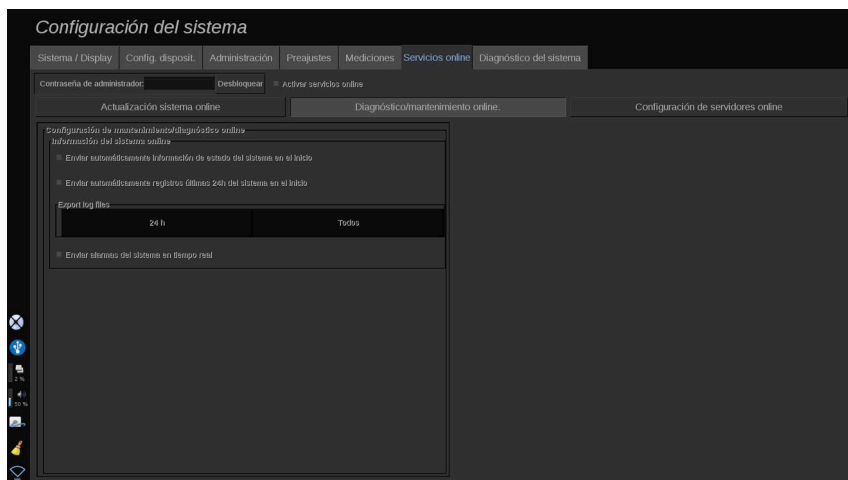 Configuración del sistema
Sistema / Display Config. disposit. Administración Preajustes Mediciones Servicios online Diagnóstico del sistema
Contraseña de administrador: Desbloquear Activar servicios online
Actualización sistema online Diagnóstico/mantenimiento online. Configuración de servidores online
Configuración de mantenimiento/diagnóstico online
Información del sistema online
Enviar automáticamente información de estado del sistema en el inicio
Enviar automáticamente registros últimas 24h del sistema en el inicio
Export log files
24 h Todos
Enviar alarmas del sistema en tiempo real
2 %
50 %